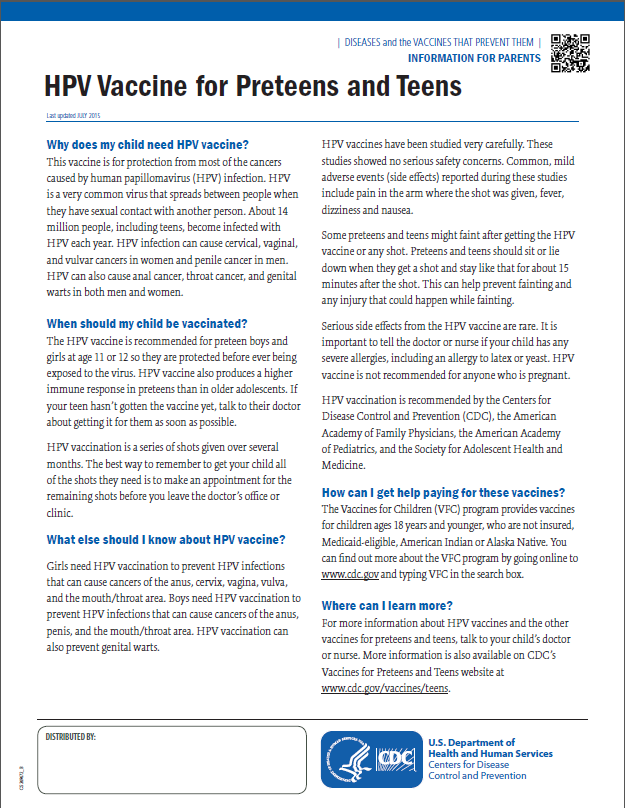 | DISEASES and the VACCINES THAT PREVENT THEM |
INFORMATION FOR PARENTS
HPV Vaccine for Preteens and Teens
Last updated JULY 2015
Why does my child need HPV vaccine?
This vaccine is for protection from most of the cancers
caused by human papillomavirus (HPV) infection. HPV
is a very common virus that spreads between people when
they have sexual contact with another person. About 14
million people, including teens, become infected with
HPV each year. HPV infection can cause cervical, vaginal,
and vulvar cancers in women and penile cancer in men.
HPV can also cause anal cancer, throat cancer, and genital
warts in both men and women.
When should my child be vaccinated?
The HPV vaccine is recommended for preteen boys and
girls at age 11 or 12 so they are protected before ever being
exposed to the virus. HPV vaccine also produces a higher
immune response in preteens than in older adolescents. If
your teen hasn't gotten the vaccine yet, talk to their doctor
about getting it for them as soon as possible.
HPV vaccination is a series of shots given over several
months. The best way to remember to get your child all
of the shots they need is to make an appointment for the
remaining shots before you leave the doctor's office or
clinic.
What else should I know about HPV vaccine?
Girls need HPV vaccination to prevent HPV infections
that can cause cancers of the anus, cervix, vagina, vulva,
and the mouth/throat area. Boys need HPV vaccination to
prevent HPV infections that can cause cancers of the anus,
penis, and the mouth/throat area. HPV vaccination can
also prevent genital warts.
HPV vaccines have been studied very carefully. These
studies showed no serious safety concerns. Common, mild
adverse events (side effects) reported during these studies
include pain in the arm where the shot was given, fever,
dizziness and nausea.
Some preteens and teens might faint after getting the HPV
vaccine or any shot. Preteens and teens should sit or lie
down when they get a shot and stay like that for about 15
minutes after the shot. This can help prevent fainting and
any injury that could happen while fainting.
Serious side effects from the HPV vaccine are rare. It is
important to tell the doctor or nurse if your child has any
severe allergies, including an allergy to latex or yeast. HPV
vaccine is not recommended for anyone who is pregnant.
HPV vaccination is recommended by the Centers for
Disease Control and Prevention (CDC), the American
Academy of Family Physicians, the American Academy
of Pediatrics, and the Society for Adolescent Health and
Medicine.
How can I get help paying for these vaccines?
The Vaccines for Children (VFC) program provides vaccines
for children ages 18 years and younger, who are not insured,
Medicaid-eligible, American Indian or Alaska Native. You
can find out more about the VFC program by going online to
www.cdc.gov and typing VFC in the search box.
Where can I learn more?
For more information about HPV vaccines and the other
vaccines for preteens and teens, talk to your child's doctor
or nurse. More information is also available on CDC's
Vaccines for Preteens and Teens website at
www.cdc.gov/vaccines/teens.
DISTRIBUTED BY:
CDC
U.S. Department of
Health and Human Services
Centers for Disease
Control and Prevention